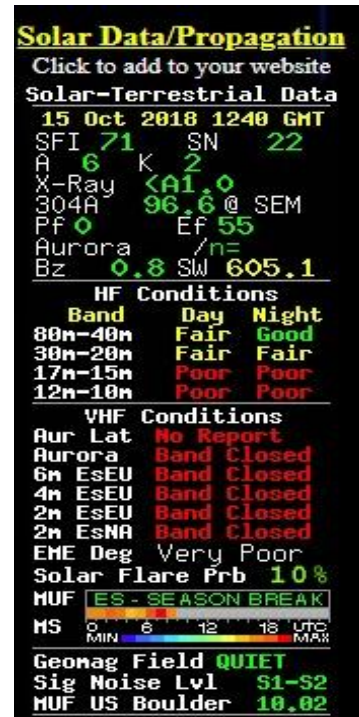 Solar Data/Propagation
Click to add to your website
Solar-Terrestrial Data
15 Oct 2018 1240 GMT
SFI 71 SN 22
A 6 K 2
X-Ray <A1.0
304A 96.6 @ SEM
Pf 0 Ef 55
Aurora /n=
Bz 0.8 SW 605.1
HF Conditions
Band Day Night
80m-40m Fair Good
30m-20m Fair Fair
17m-15m Poor Poor
12m-10m Poor Poor
VHF Conditions
Aur Lat No Report
Aurora Band Closed
6m EsEU Band Closed
4m EsEU Band Closed
2m EsEU Band Closed
2m EsNA Band Closed
EME Deg Very Poor
Solar Flare Prb 10%
MUF ES - SEASON BREAK
MS 0 6 12 18 UTC
MIN MAX
Geomag Field QUIET
Sig Noise Lvl S1-S2
MUF US Boulder 10.02